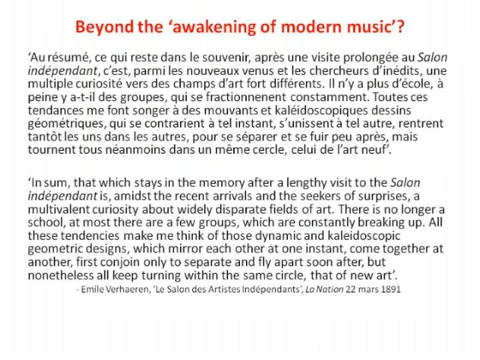 Beyond the ‘awakening of modern music’?
‘Au résumé, ce qui reste dans le souvenir, après une visite prolongée au Salon
indépendant, c’est, parmi les nouveaux venus et les chercheurs d’inédits, une
multiple curiosité vers des champs d’art fort différents. Il n’y a plus d’école, à
peine y a-t-il des groupes, qui se fractionnenent constamment. Toutes ces
tendances me font songer à des mouvants et kaléidoscopiques dessins
géométriques, qui se contrarient à tel instant, s’unissent à tel autre, rentrent
tantôt les uns dans les autres, pour se séparer et se fuir peu après, mais
tournent tous néanmoins dans un même cercle, celui de l’art neuf’.
‘In sum, that which stays in the memory after a lengthy visit to the Salon
indépendant is, amidst the recent arrivals and the seekers of surprises, a
multivalent curiosity about widely disparate fields of art. There is no longer a
school, at most there are a few groups, which are constantly breaking up. All
these tendencies make me think of those dynamic and kaleidoscopic
geometric designs, which mirror each other at one instant, come together at
another, first conjoin only to separate and fly apart soon after, but
nonetheless all keep turning within the same circle, that of new art’.
- Emile Verhaeren, ‘Le Salon des Artistes Indépendants’, La Nation 22 mars 1891